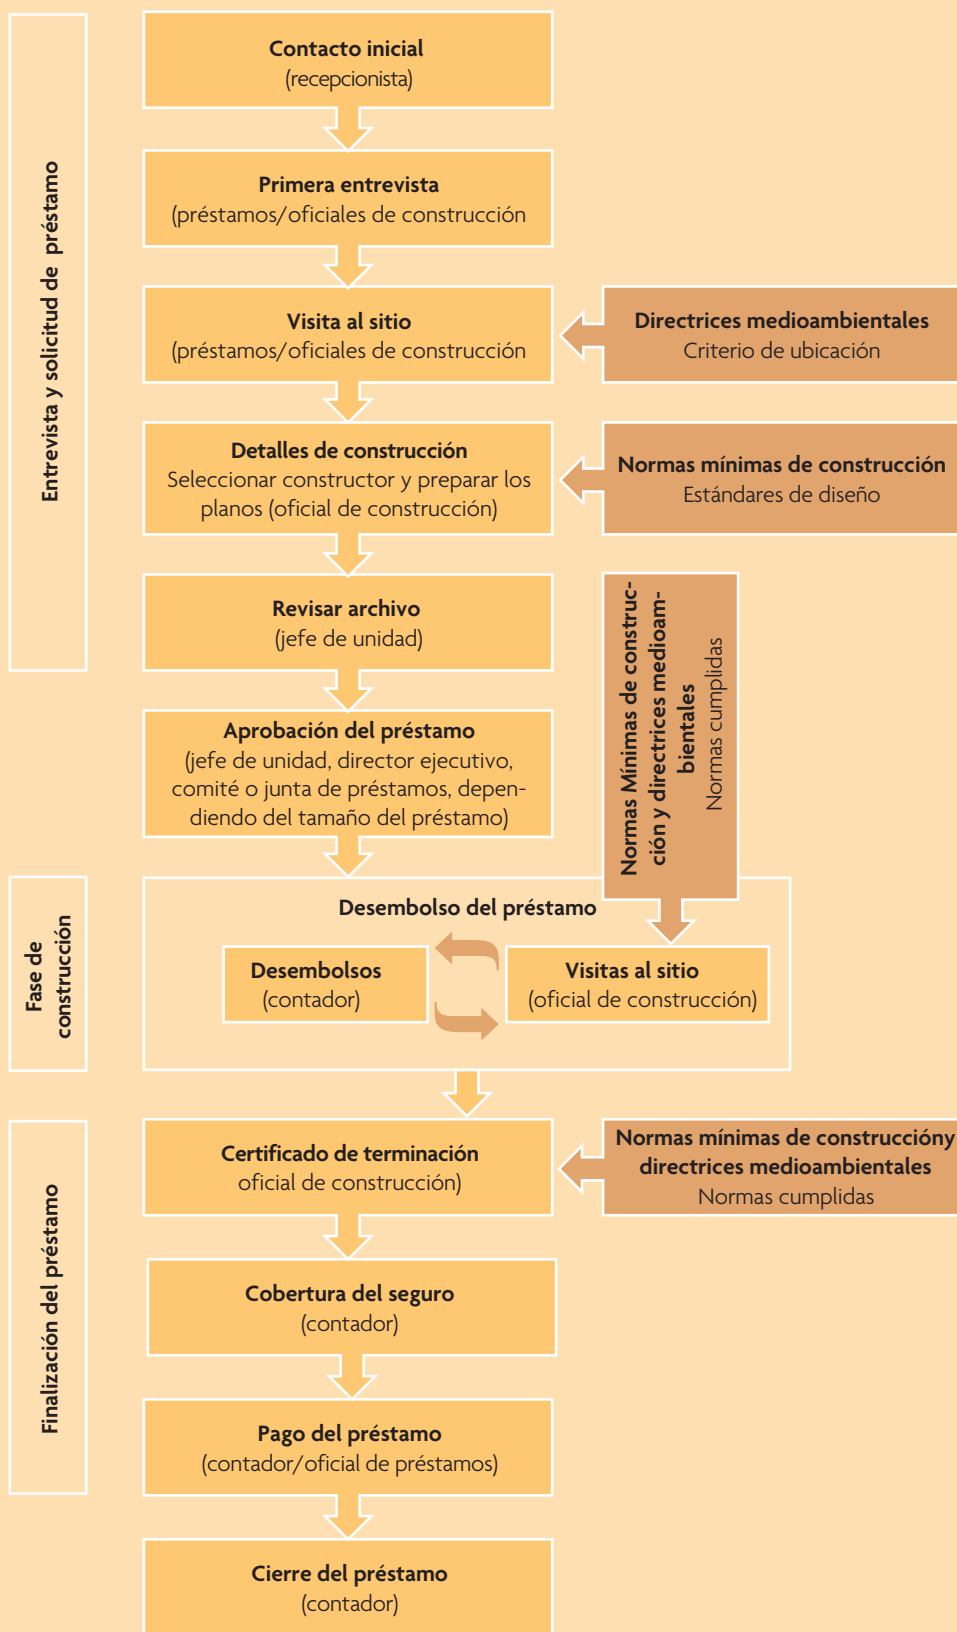 Entrevista y solicitud de préstamo
Contacto inicial
(recepcionista)
Primera entrevista
(préstamos/oficiales de construcción
Visita al sitio
(préstamos/oficiales de construcción
Directrices medioambientales
Criterio de ubicación
Detalles de construcción
Seleccionar constructor y preparar los
planos (oficial de construcción)
Normas mínimas de construcción
Estándares de diseño
Revisar archivo
(jefe de unidad)
Aprobación del préstamo
(jefe de unidad, director ejecutivo,
comité o junta de préstamos, depen-
diendo del tamaño del préstamo)
Normas Mínimas de construc-
ción y directrices medioam-
bientales
Normas cumplidas
Fase de
construcción
Desembolso del préstamo
Desembolsos
(contador)
Visitas al sitio
(oficial de construcción)
Finalización del préstamo
Certificado de terminación
oficial de construcción)
Normas mínimas de construccióny
directrices medioambientales
Normas cumplidas
Cobertura del seguro
(contador)
Pago del préstamo
(contador/oficial de préstamos)
Cierre del préstamo
(contador)